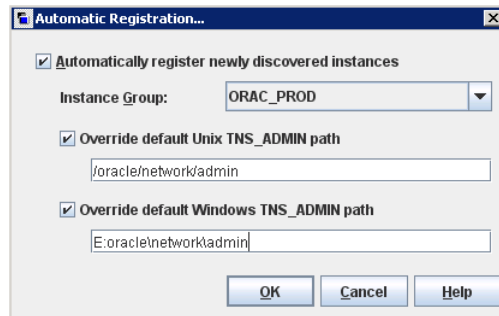 Automatic Registration...
Automatically register newly discovered instances
Instance Group: ORAC_PROD
Override default Unix TNS_ADMIN path
/oracle/network/admin
Override default Windows TNS_ADMIN path
E:oracle\network\admin
OK Cancel Help